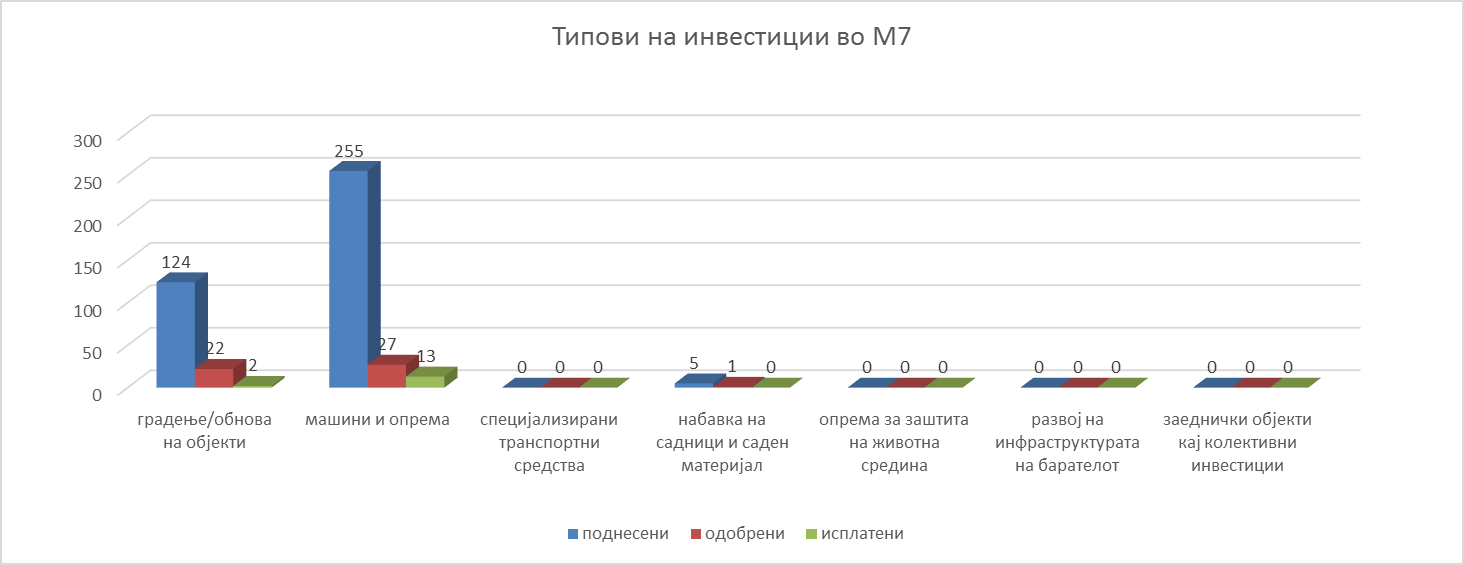 Типови на инвестиции во М7
300
250
200
150
100
50
0
124
22
2
255
27
13
0
0
0
5
1
0
0
0
0
0
0
0
0
0
0
градење/обнова
на објекти
машини и опрема
специјализирани
транспортни
средства
набавка на
садници и саден
материјал
опрема за заштита
на животна
средина
развој на
инфраструктурата
на барателот
заеднички објекти
кај колективни
инвестиции
поднесени
одобрени
исплатени